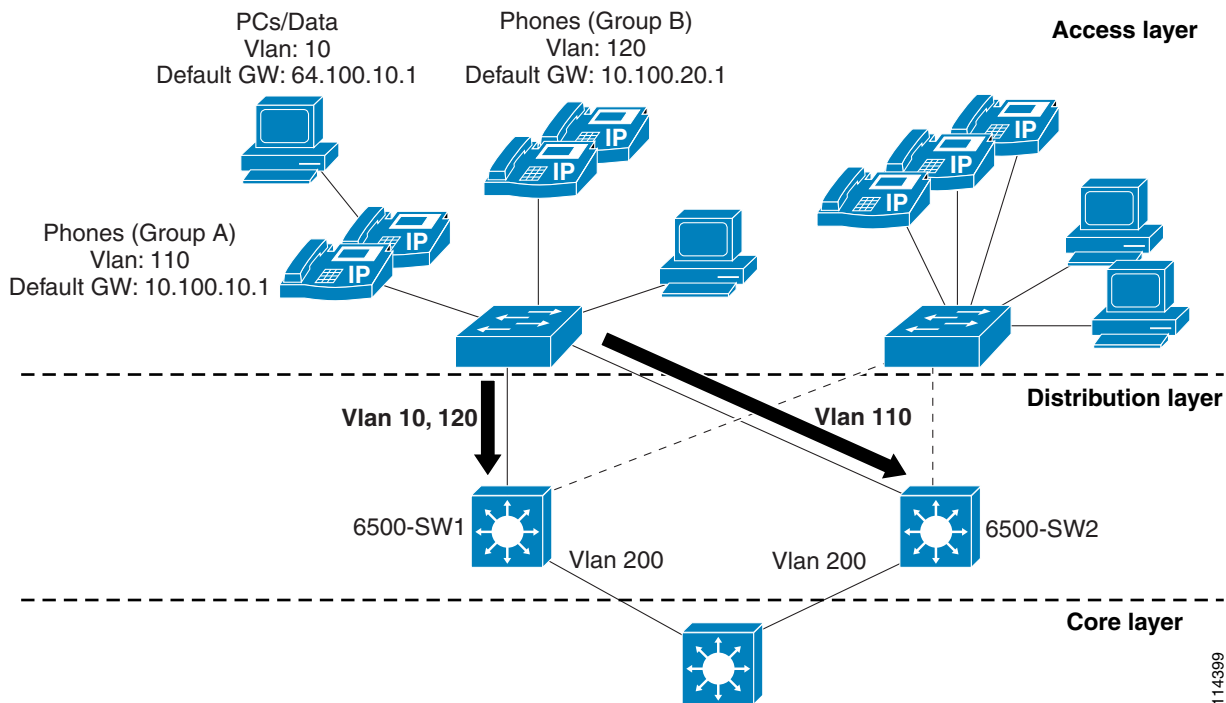 PCs/Data
Vlan: 10
Default GW: 64.100.10.1
Phones (Group B)
Vlan: 120
Default GW: 10.100.20.1
Access layer
IP
IP
IP
IP
IP
Phones (Group A)
Vlan: 110
Default GW: 10.100.10.1
IP
IP
Distribution layer
Vlan 10, 120
Vlan 110
6500-SW1
6500-SW2
Vlan 200
Vlan 200
Core layer
114399